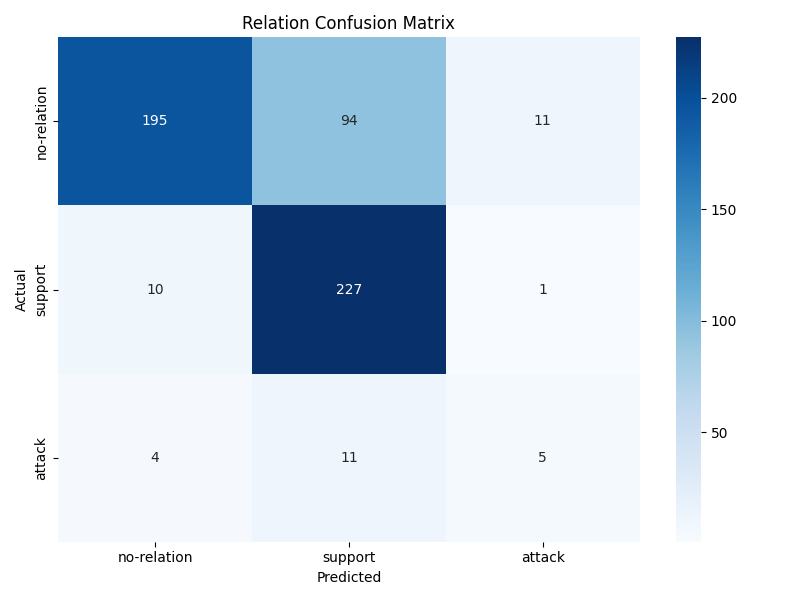 Relation Confusion Matrix
no-relation
195
94
11
200
150
Actual
support
10
227
1
100
attack
4
11
5
50
no-relation
support
attack
Predicted